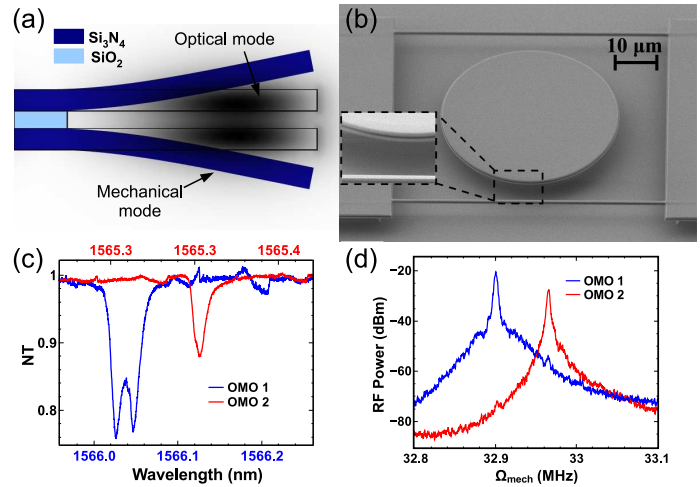 (a)
Si₃N₄
SiO₂
Optical mode
Mechanical
mode
(b)
10 µm
(c)
1565.3 1565.3 1565.4
1
0.9
0.8
NT
OMO 1
OMO 2
1566.0 1566.1 1566.2
Wavelength (nm)
(d)
−20
−40
−60
−80
RF Power (dBm)
OMO 1
OMO 2
32.8 32.9 33 33.1
Ωmech (MHz)